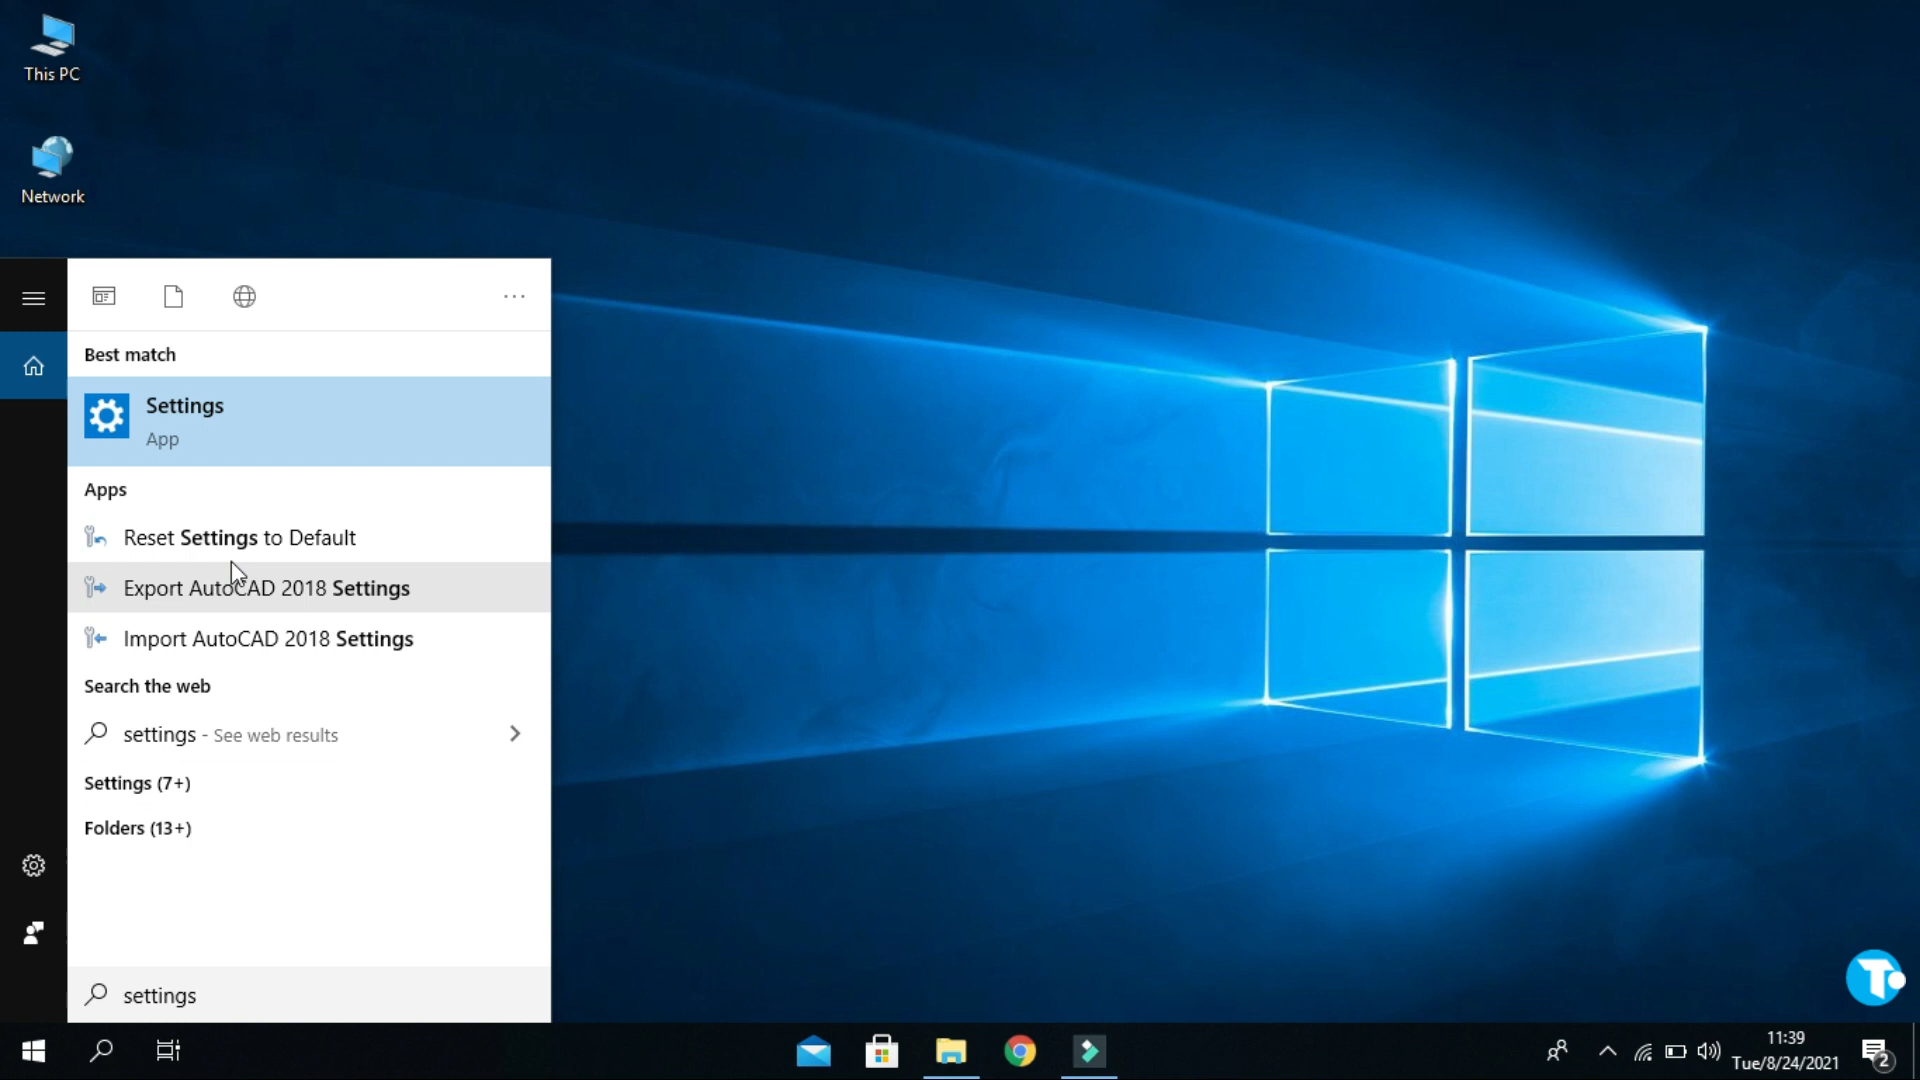 This PC
Network
Best match
Settings
App
Apps
Reset Settings to Default
Export AutoCAD 2018 Settings
Import AutoCAD 2018 Settings
Search the web
settings - See web results
Settings (7+)
Folders (13+)
settings
11:39
Tue/8/24/2021
2